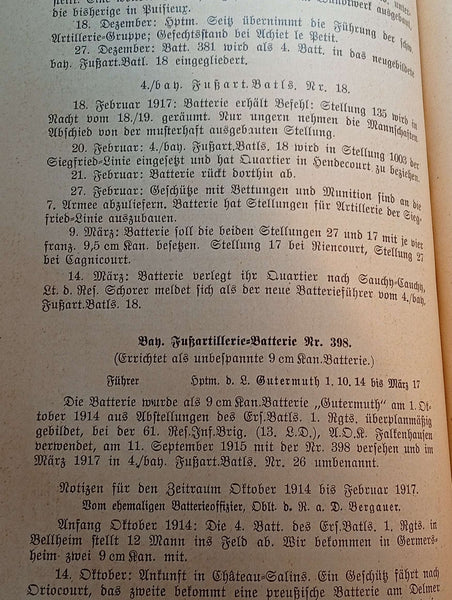 die bisherige in Puisieux.
18. Dezember: Hptm. Seitz übernimmt die Führung der schw.
Artillerie-Gruppe; Gefechtsstand bei Achiet le Petit.
27. Dezember: Batt. 381 wird als 4. Batt. in das neugebildete
bay. Fußart.Batl. 18 eingegliedert.
4./bay. Fußart.Batls. Nr. 18.
18. Februar 1917: Batterie erhält Befehl: Stellung 135 wird in
Nacht vom 18./19. geräumt. Nur ungern nehmen die Mannschaften
Abschied von der musterhaft ausgebauten Stellung.
20. Februar: 4./bay. Fußart.Batls. 18 wird in Stellung 1003 der
Siegfried-Linie eingesetzt und hat Quartier in Hendecourt zu beziehen.
21. Februar: Batterie rückt dorthin ab.
27. Februar: Geschütze mit Bettungen und Munition sind an die
7. Armee abzuliefern. Batterie hat Stellungen für Artillerie der Sieg-
fried-Linie auszubauen.
9. März: Batterie soll die beiden Stellungen 27 und 17 mit je vier
franz. 9,5 cm Kan. besetzen. Stellung 17 bei Riencourt, Stellung 27
bei Cagnicourt.
14. März: Batterie verlegt ihr Quartier nach Sauchy-Cauchy,
Lt. d. Res. Schorer meldet sich als der neue Batterieführer vom 4./bay.
Fußart.Batls. 18.
Bay. Fußartillerie-Batterie Nr. 398.
(Errichtet als unbespannte 9 cm Kan.Batterie.)
Führer Hptm. d. L. Gutermuth 1. 10. 14 bis März 17
Die Batterie wurde als 9 cm Kan.Batterie „Gutermuth" am 1. Ok-
tober 1914 aus Abstellungen des Ers.Batls. 1. Rgts. überplanmäßig
gebildet, bei der 61. Res.Inf.Brig. (13. L.D.), A.O.K. Falkenhausen
verwendet, am 11. September 1915 mit der Nr. 398 versehen und im
März 1917 in 4./bay. Fußart.Batls. Nr. 26 umbenannt.
Notizen für den Zeitraum Oktober 1914 bis Februar 1917.
Vom ehemaligen Batterieoffizier, Oblt. d. R. a. D. Bergauer.
Anfang Oktober 1914: Die 4. Batt. des Ers.Batls. 1. Rgts. in
Bellheim stellt 12 Mann ins Feld ab. Wir bekommen in Germers-
heim zwei 9 cm Kan. mit.
14. Oktober: Ankunft in Château-Salins. Ein Geschütz fährt nach
Oriocourt, das zweite bekommt eine preußische Batterie am Delmer